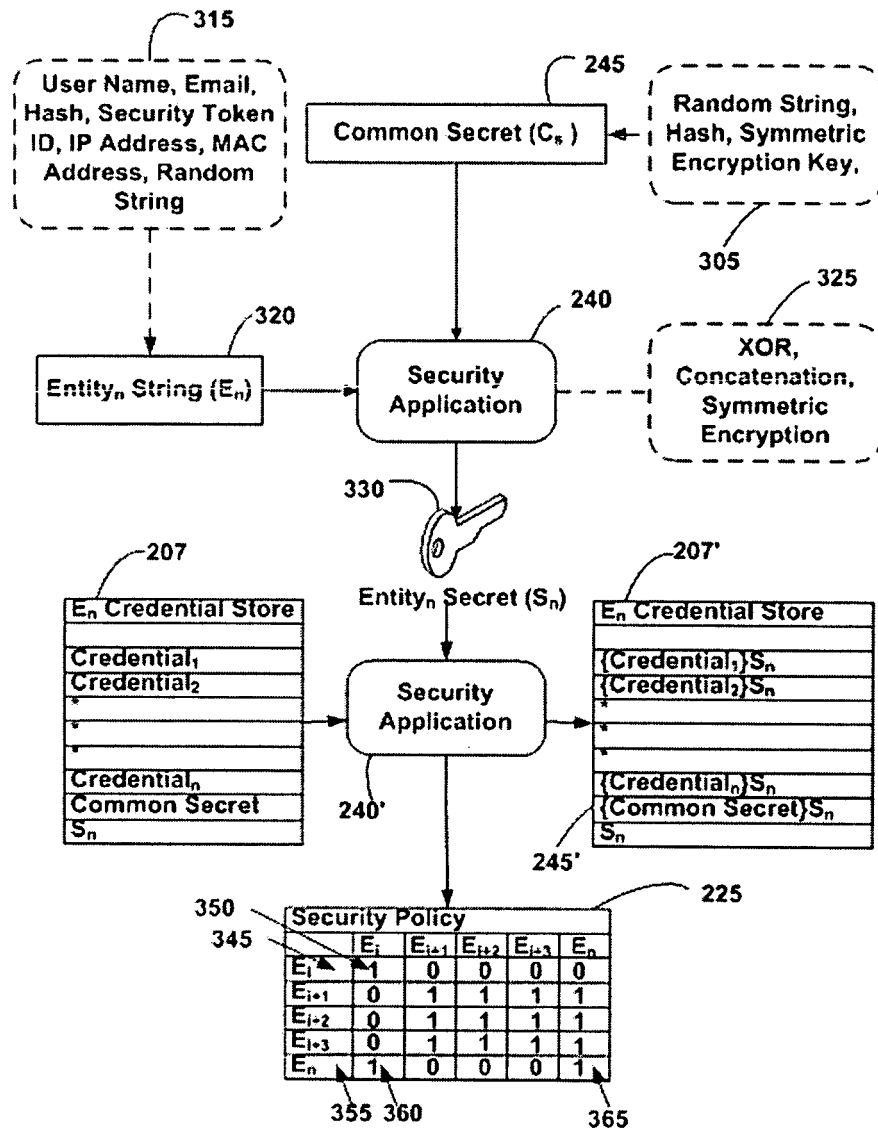 315
User Name, Email,
Hash, Security Token
ID, IP Address, MAC
Address, Random
String
245
Common Secret (Cₛ)
Random String,
Hash, Symmetric
Encryption Key,
305
320
Entityₙ String (Eₙ)
240
Security
Application
325
XOR,
Concatenation,
Symmetric
Encryption
330
Entityₙ Secret (Sₙ)
207
Eₙ Credential Store
Credential₁
Credential₂
*
*
*
Credentialₙ
Common Secret
Sₙ
Security
Application
240'
207'
Eₙ Credential Store
{Credential₁}Sₙ
{Credential₂}Sₙ
*
*
*
{Credentialₙ}Sₙ
{Common Secret}Sₙ
Sₙ
245'
225
350
345
Security Policy
Eᵢ Eᵢ₊₁ Eᵢ₊₂ Eᵢ₊₃ Eₙ
Eᵢ 1 0 0 0 0
Eᵢ₊₁ 0 1 1 1 1
Eᵢ₊₂ 0 1 1 1 1
Eᵢ₊₃ 0 1 1 1 1
Eₙ 1 0 0 0 1
355 360 365